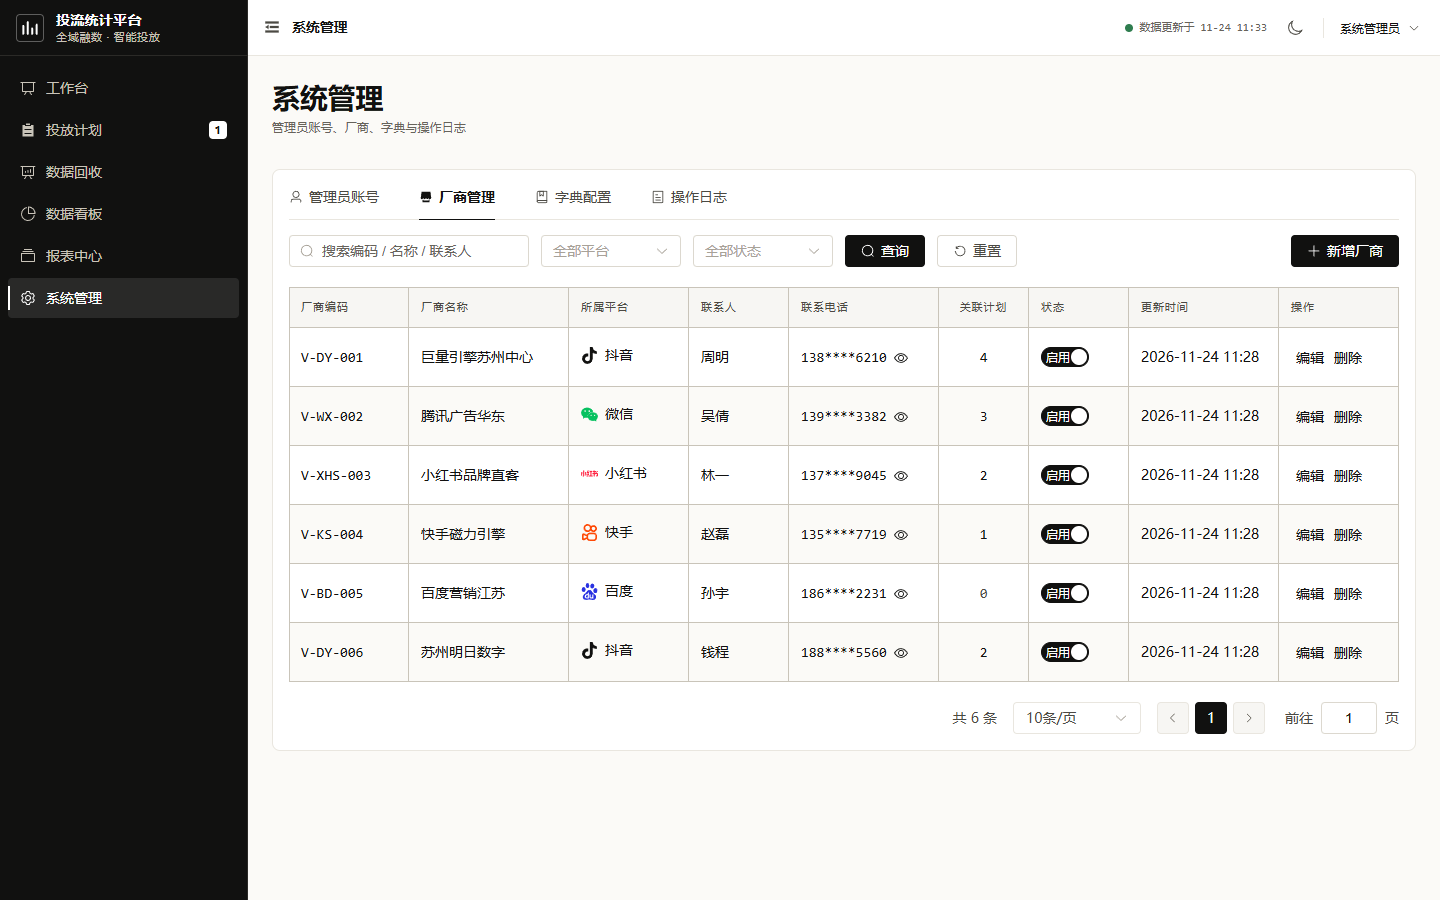 投流统计平台
全域融数 · 智能投放
系统管理
数据更新于 11-24 11:33
系统管理员
工作台
投放计划 1
数据回收
数据看板
报表中心
系统管理
系统管理
管理员账号、厂商、字典与操作日志
管理员账号 厂商管理 字典配置 操作日志
搜索编码 / 名称 / 联系人 全部平台 全部状态 查询 重置 新增厂商
厂商编码 厂商名称 所属平台 联系人 联系电话 关联计划 状态 更新时间 操作
V-DY-001 巨量引擎苏州中心 抖音 周明 138****6210 4 启用 2026-11-24 11:28 编辑 删除
V-WX-002 腾讯广告华东 微信 吴倩 139****3382 3 启用 2026-11-24 11:28 编辑 删除
V-XHS-003 小红书品牌直客 小红书 小红书 林一 137****9045 2 启用 2026-11-24 11:28 编辑 删除
V-KS-004 快手磁力引擎 快手 赵磊 135****7719 1 启用 2026-11-24 11:28 编辑 删除
V-BD-005 百度营销江苏 du 百度 孙宇 186****2231 0 启用 2026-11-24 11:28 编辑 删除
V-DY-006 苏州明日数字 抖音 钱程 188****5560 2 启用 2026-11-24 11:28 编辑 删除
共 6 条 10条/页 1 前往 1 页